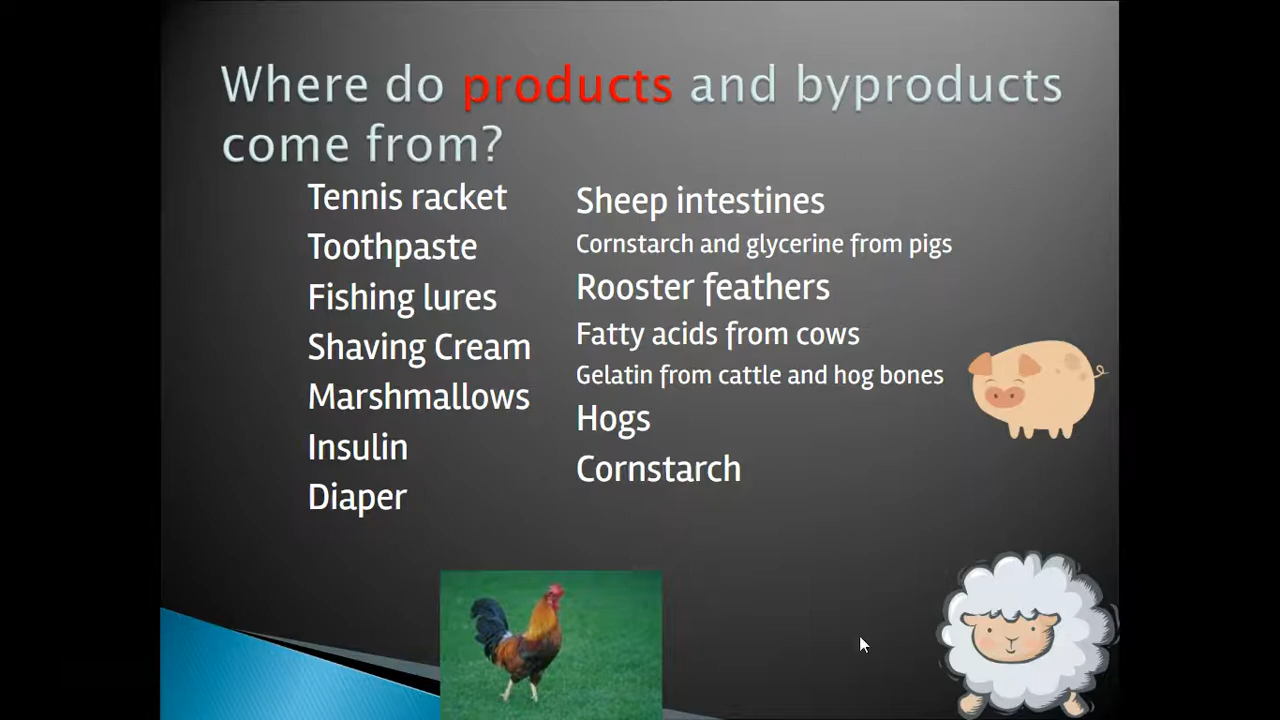 Where do products and byproducts
come from?
Tennis racket
Toothpaste
Fishing lures
Shaving Cream
Marshmallows
Insulin
Diaper
Sheep intestines
Cornstarch and glycerine from pigs
Rooster feathers
Fatty acids from cows
Gelatin from cattle and hog bones
Hogs
Cornstarch